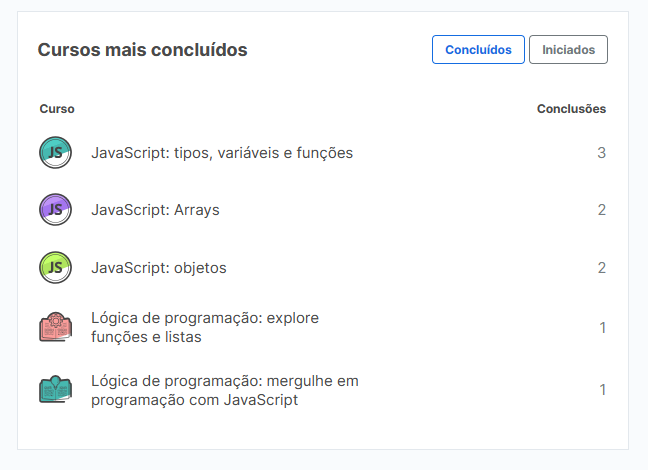 Cursos mais concluídos
Concluídos
Iniciados
Curso
Conclusões
JS
JavaScript: tipos, variáveis e funções
3
JS
JavaScript: Arrays
2
JS
JavaScript: objetos
2
Lógica de programação: explore
funções e listas
1
Lógica de programação: mergulhe em
programação com JavaScript
1